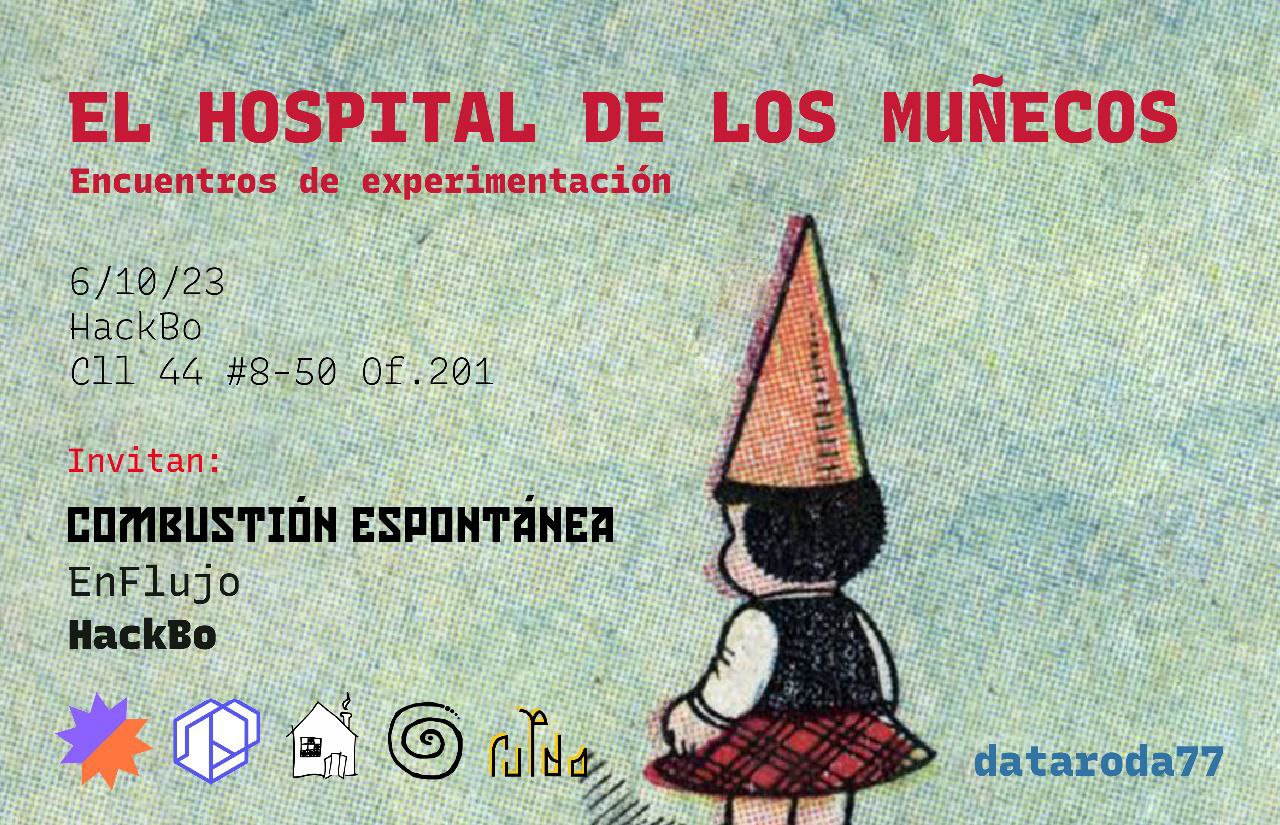 EL HOSPITAL DE LOS MUÑECOS
Encuentros de experimentación
6/10/23
HackBo
Cll 44 #8-50 Of.201
Invitan:
COMBUSTIÓN ESPONTÁNEA
EnFlujo
HackBo
dataroda77